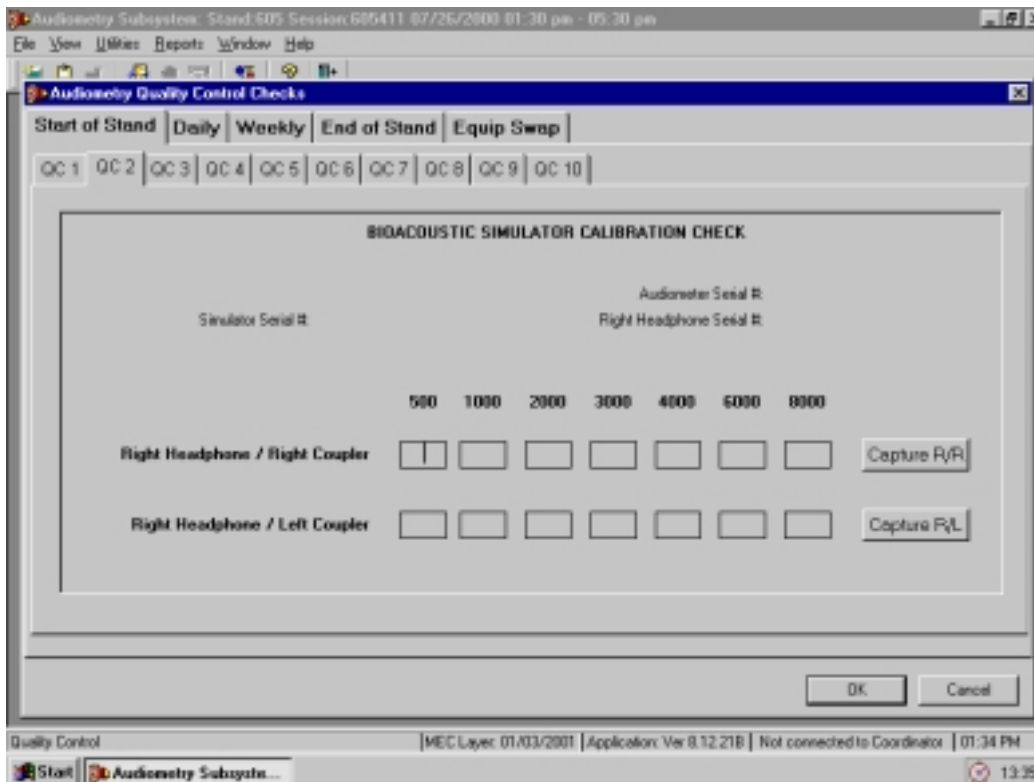 Audiometry Subsystem: Stand:605 Session:605411 07/26/2000 01:30 pm - 05:30 pm
File View Utilities Reports Window Help
Audiometry Quality Control Checks
Start of Stand Daily Weekly End of Stand Equip Swap
QC 1 QC 2 QC 3 QC 4 QC 5 QC 6 QC 7 QC 8 QC 9 QC 10
BIOACOUSTIC SIMULATOR CALIBRATION CHECK
Audiometer Serial #:
Simulator Serial #: Right Headphone Serial #:
500 1000 2000 3000 4000 6000 8000
Right Headphone / Right Coupler Capture R/R
Right Headphone / Left Coupler Capture R/L
OK Cancel
Quality Control MEC Layer: 01/03/2001 Application: Ver 8.12.21B Not connected to Coordinator 01:34 PM
Start Audiometry Subsyste... 13:35